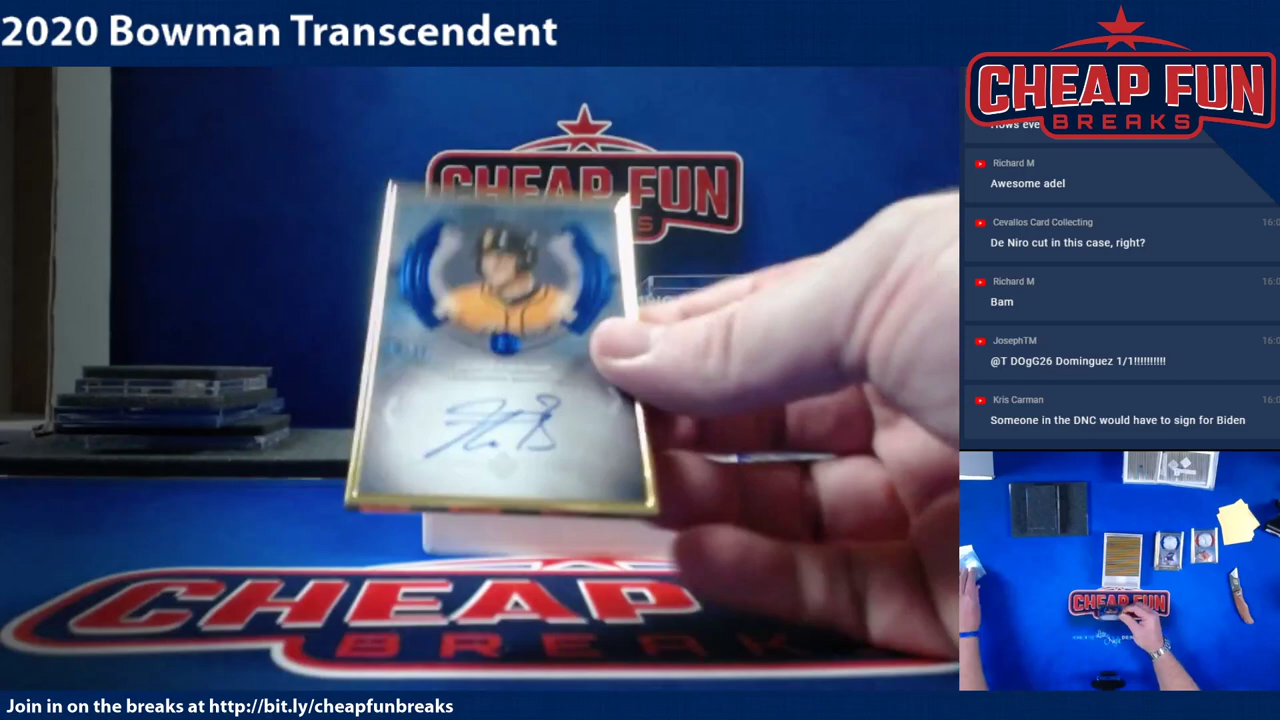 2020 Bowman Transcendent
CHEAP FUN
BREAKS
Richard M
Awesome adel
Cevallos Card Collecting
De Niro cut in this case, right?
Richard M
Bam
JosephTM
@T DOgG26 Dominguez 1/1!!!!!!!!!!
Kris Carman
Someone in the DNC would have to sign for Biden
CHEAP FUN
CHEAP
BREAK
CHEAP FUN
Join in on the breaks at http://bit.ly/cheapfunbreaks